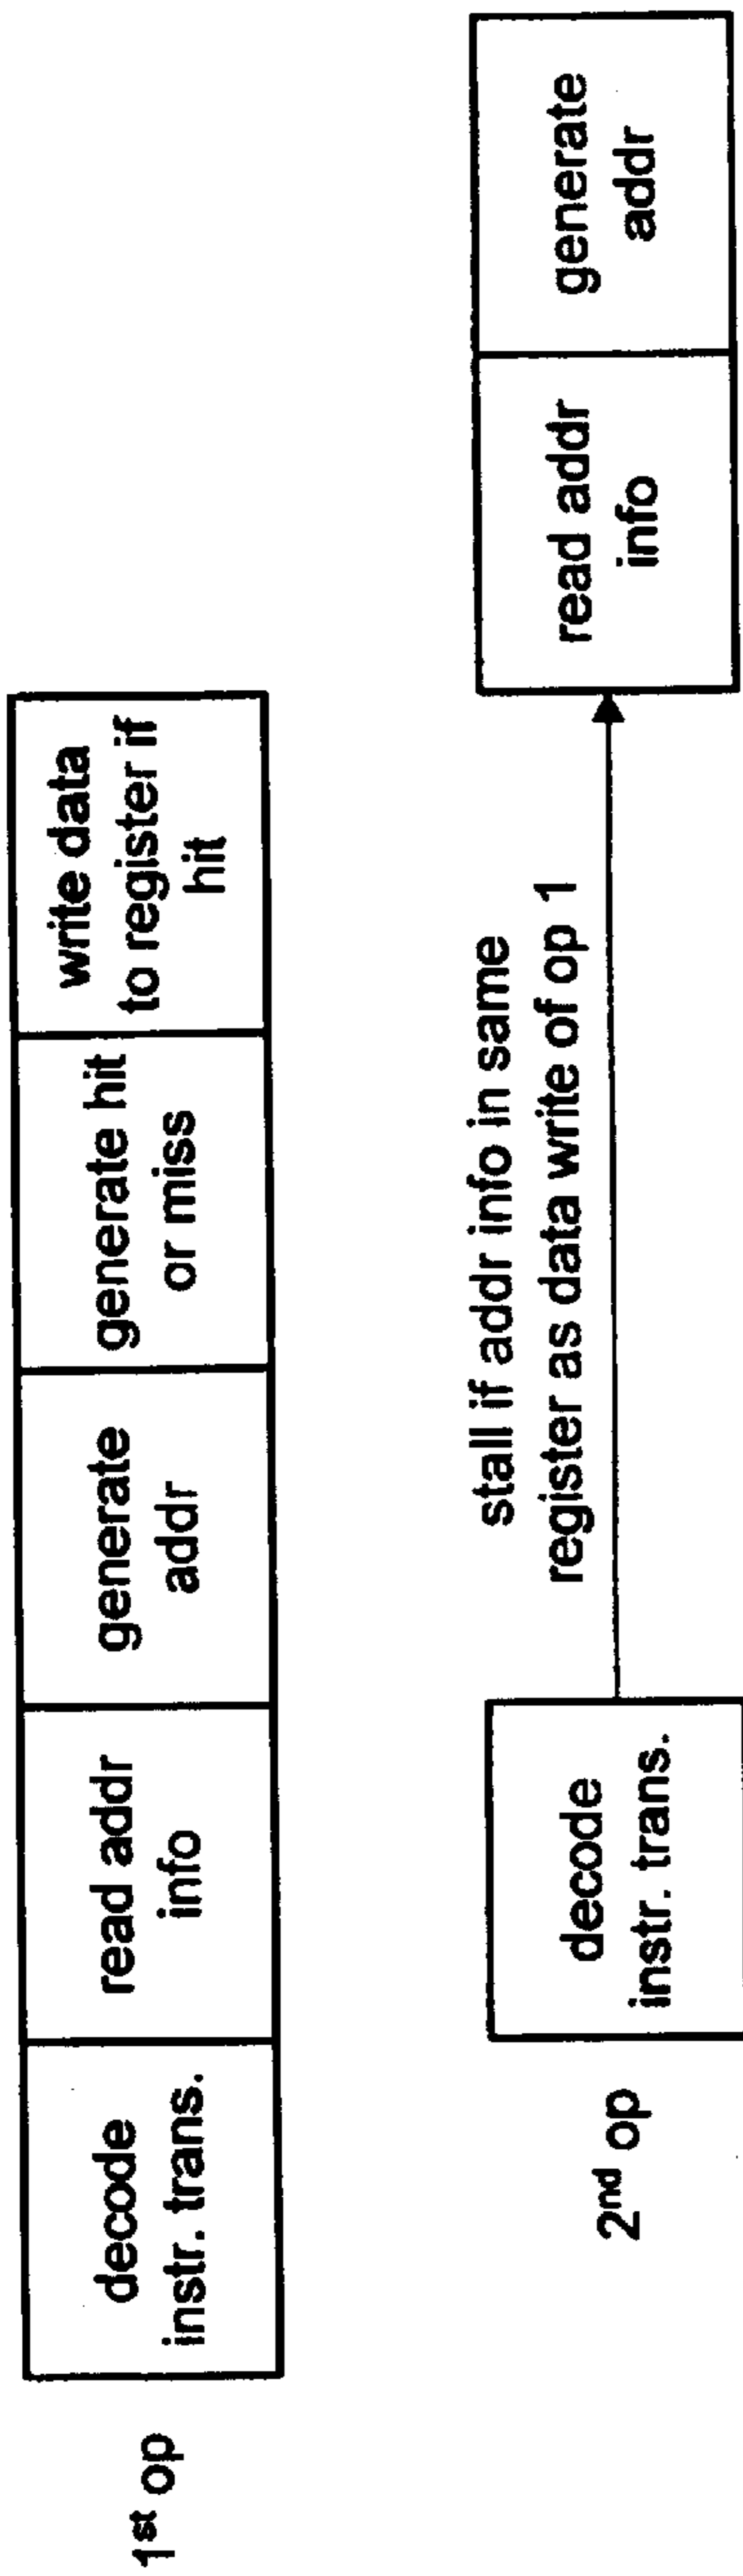 1st op
decode
instr. trans.
read addr
info
generate
addr
generate hit
or miss
write data
to register if
hit
2nd op
decode
instr. trans.
stall if addr info in same
register as data write of op 1
read addr
info
generate
addr